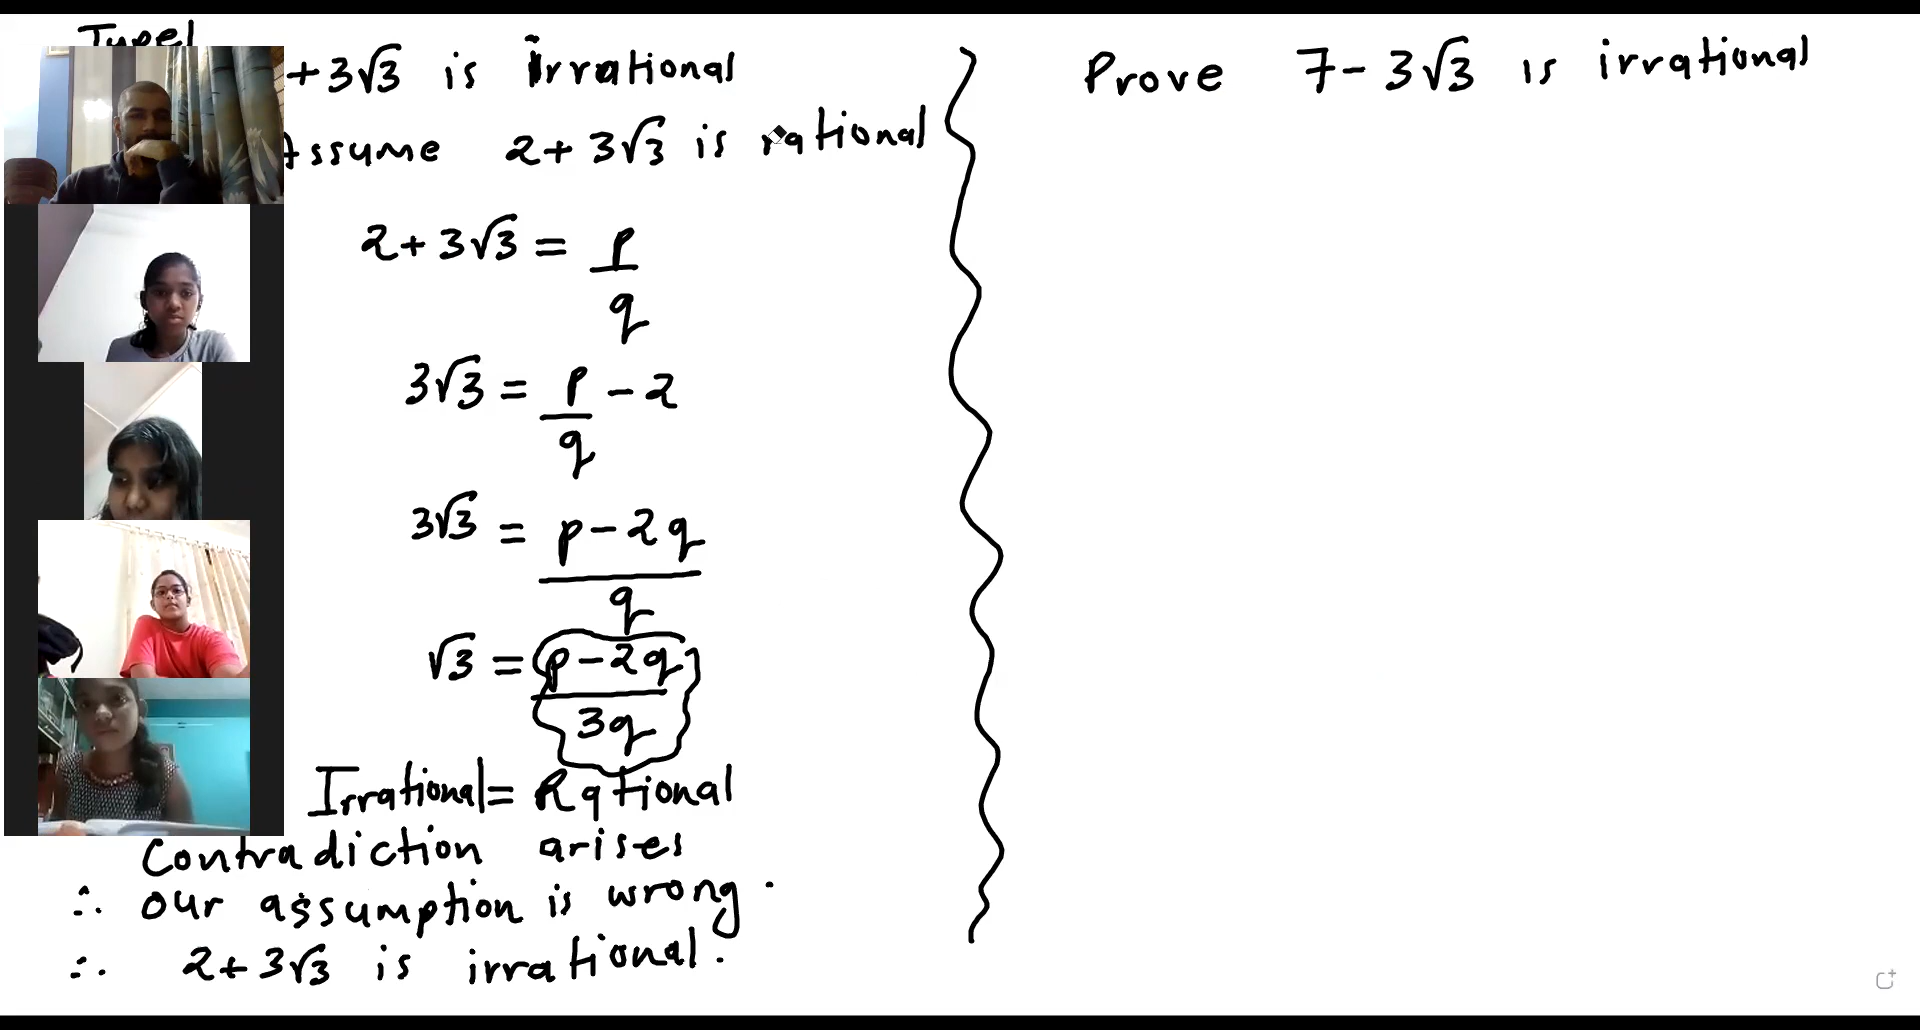 Type1
+ 3√3 is irrational
Assume 2 + 3√3 is rational
2 + 3√3 = p/q
3√3 = p/q - 2
3√3 = p - 2q / q
√3 = p - 2q / 3q
Irrational = Rational
Contradiction arises
∴ our assumption is wrong.
∴ 2 + 3√3 is irrational.
Prove 7 - 3√3 is irrational